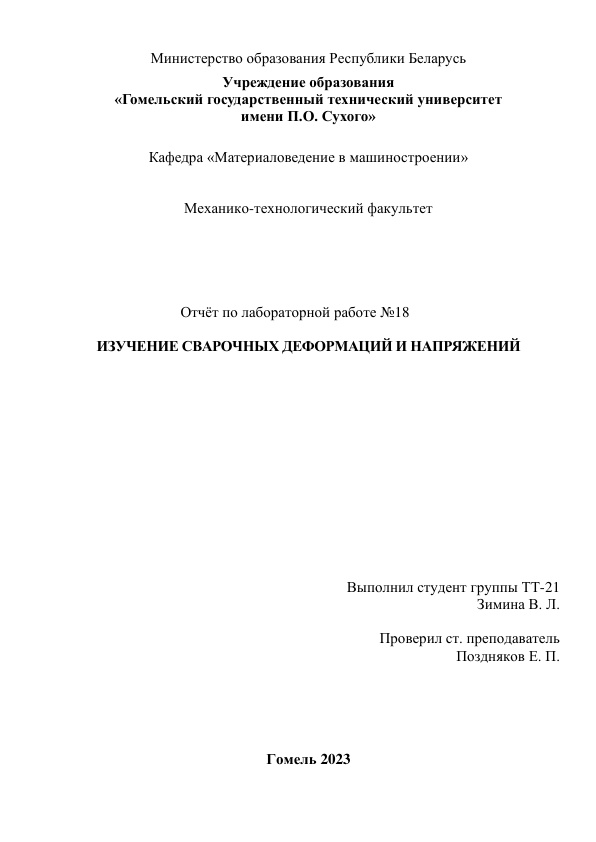 Министерство образования Республики Беларусь
Учреждение образования
«Гомельский государственный технический университет
имени П.О. Сухого»
Кафедра «Материаловедение в машиностроении»
Механико-технологический факультет
Отчёт по лабораторной работе №18
ИЗУЧЕНИЕ СВАРОЧНЫХ ДЕФОРМАЦИЙ И НАПРЯЖЕНИЙ
Выполнил студент группы ТТ-21
Зимина В. Л.
Проверил ст. преподаватель
Поздняков Е. П.
Гомель 2023